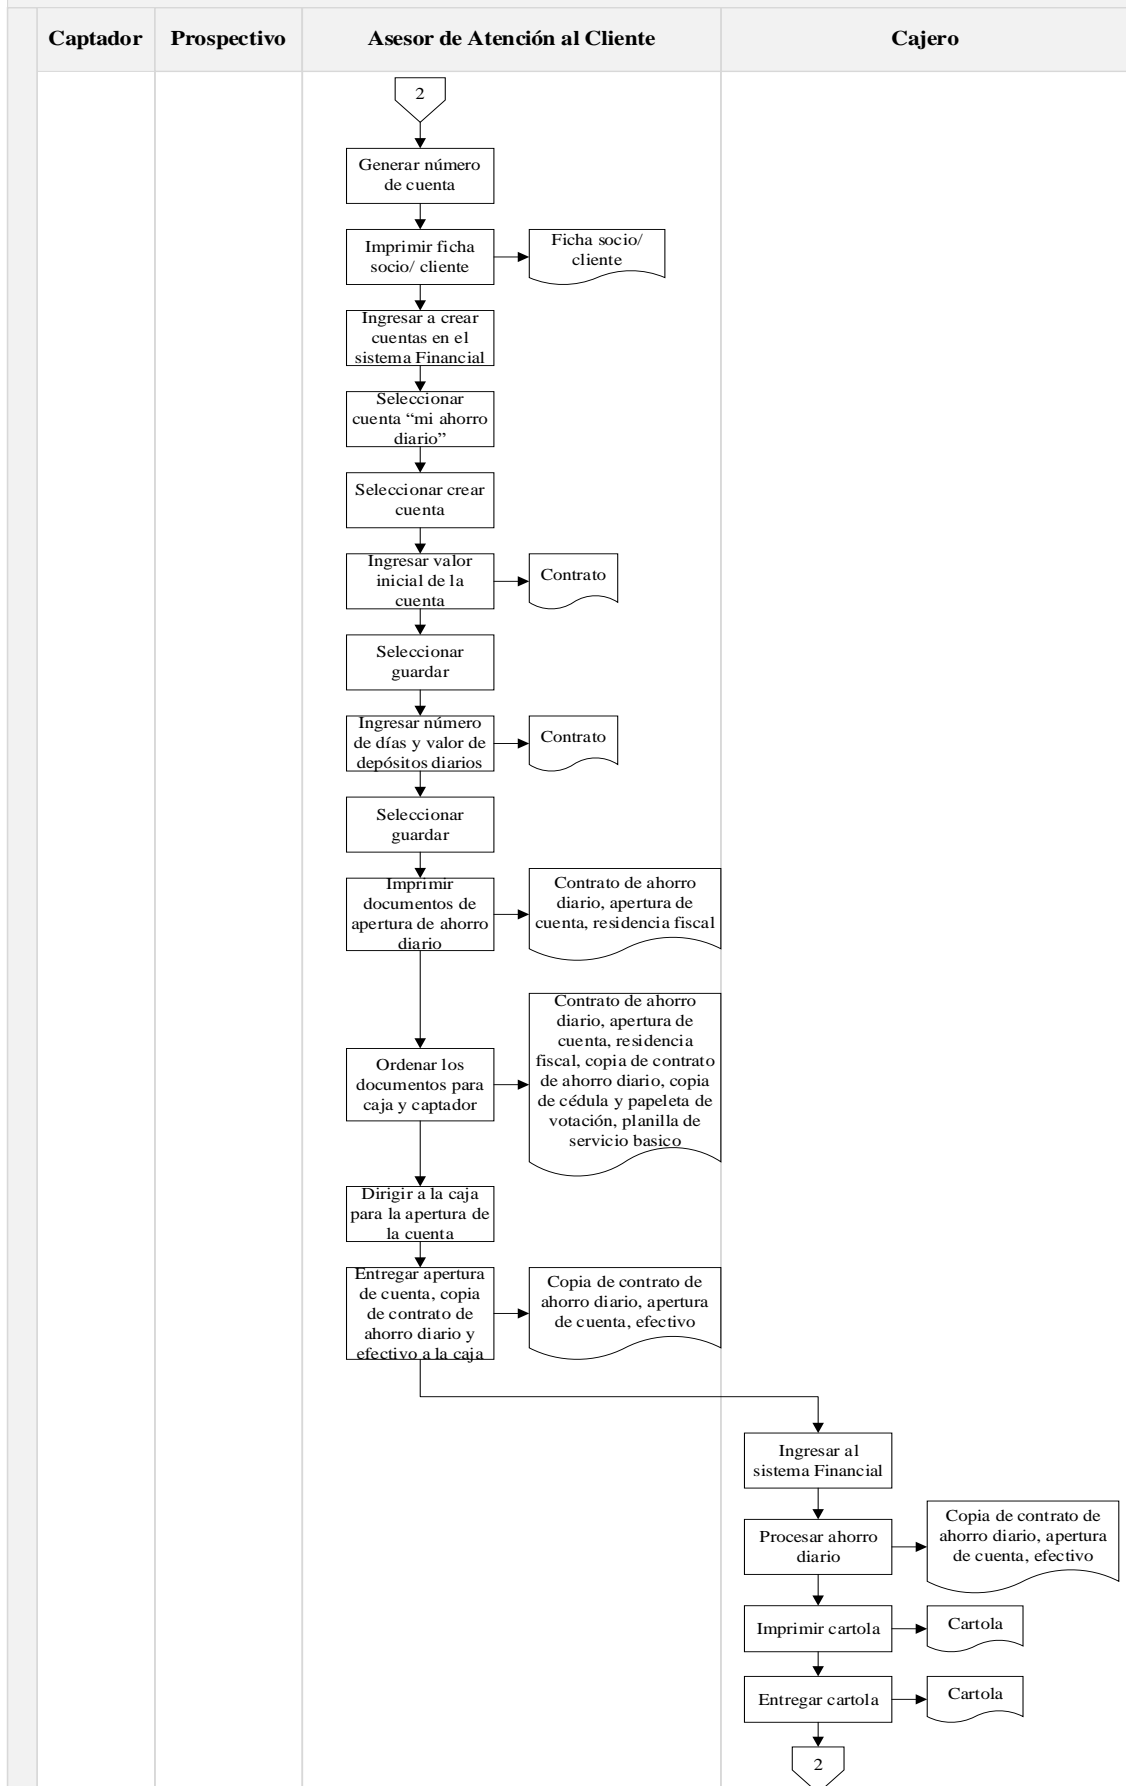 Captador
Prospectivo
Asesor de Atención al Cliente
Cajero
2
Generar número
de cuenta
Imprimir ficha
socio/ cliente
Ficha socio/
cliente
Ingresar a crear
cuentas en el
sistema Financial
Seleccionar
cuenta “mi ahorro
diario”
Seleccionar crear
cuenta
Ingresar valor
inicial de la
cuenta
Contrato
Seleccionar
guardar
Ingresar número
de días y valor de
depósitos diarios
Contrato
Seleccionar
guardar
Imprimir
documentos de
apertura de ahorro
diario
Contrato de ahorro
diario, apertura de
cuenta, residencia fiscal
Ordenar los
documentos para
caja y captador
Contrato de ahorro
diario, apertura de
cuenta, residencia
fiscal, copia de contrato
de ahorro diario, copia
de cédula y papeleta de
votación, planilla de
servicio basico
Dirigir a la caja
para la apertura de
la cuenta
Entregar apertura
de cuenta, copia
de contrato de
ahorro diario y
efectivo a la caja
Copia de contrato de
ahorro diario, apertura
de cuenta, efectivo
Ingresar al
sistema Financial
Procesar ahorro
diario
Copia de contrato de
ahorro diario, apertura
de cuenta, efectivo
Imprimir cartola
Cartola
Entregar cartola
Cartola
2